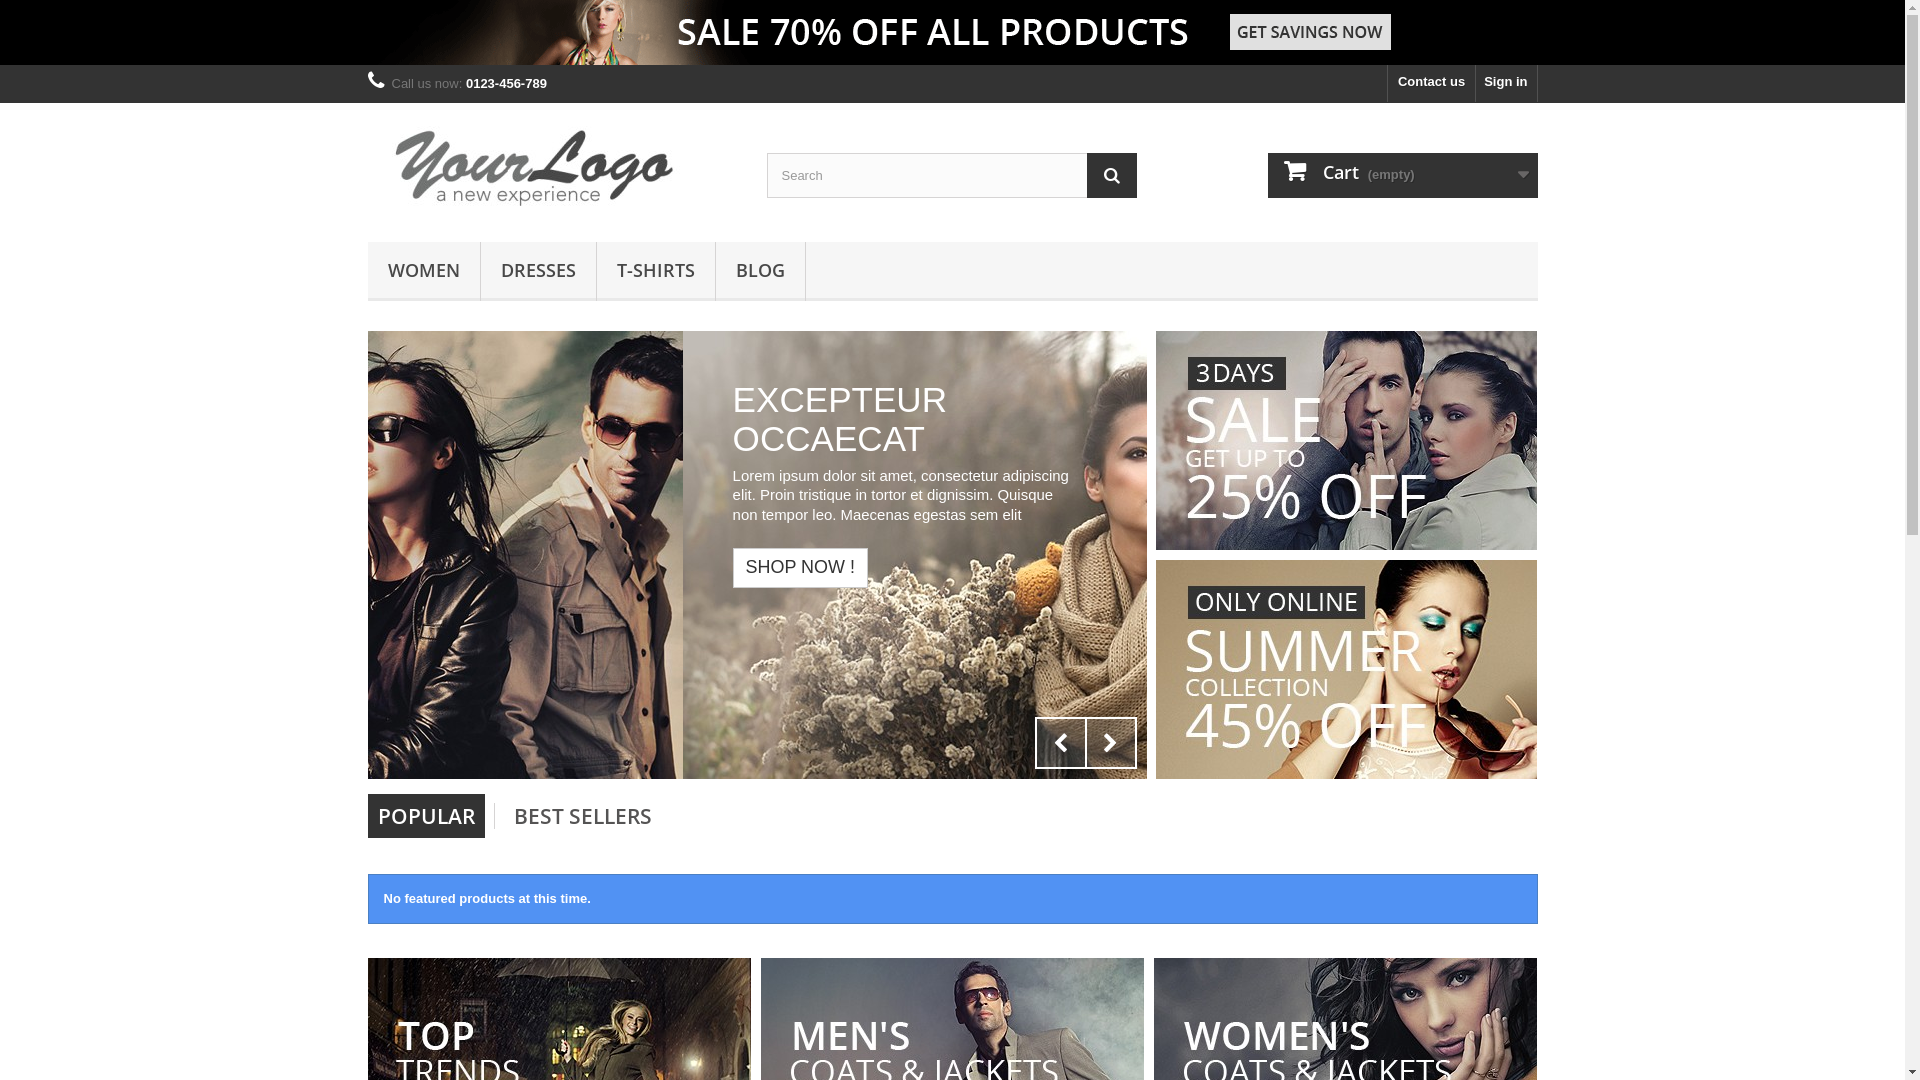 SALE 70% OFF ALL PRODUCTS
GET SAVINGS NOW
Call us now: 0123-456-789
Contact us
Sign in
Your Logo
a new experience
Search
Cart (empty)
WOMEN
DRESSES
T-SHIRTS
BLOG
EXCEPTEUR
OCCAECAT
Lorem ipsum dolor sit amet, consectetur adipiscing
elit. Proin tristique in tortor et dignissim. Quisque
non tempor leo. Maecenas egestas sem elit
SHOP NOW !
3 DAYS
SALE
GET UP TO
25% OFF
ONLY ONLINE
SUMMER
COLLECTION
45% OFF
POPULAR
BEST SELLERS
No featured products at this time.
TOP
TRENDS
MEN'S
COATS & JACKETS
WOMEN'S
COATS & JACKETS